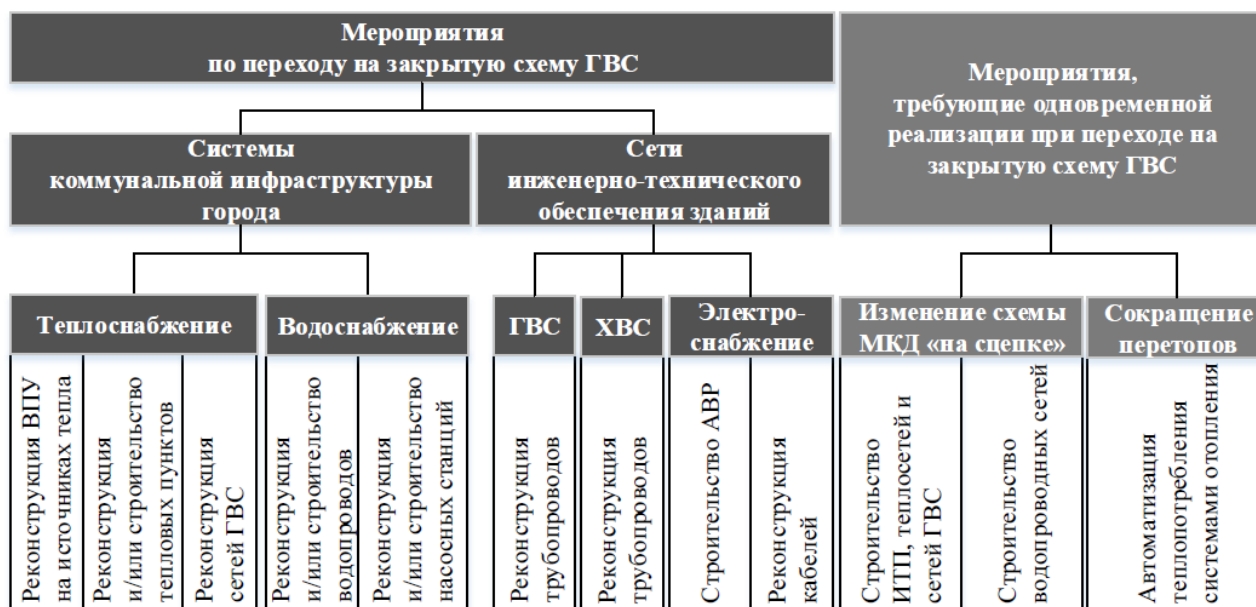 Мероприятия
по переходу на закрытую схему ГВС
Мероприятия,
требующие одновременной
реализации при переходе на
закрытую схему ГВС
Системы
коммунальной инфраструктуры
города
Сети
инженерно-технического
обеспечения зданий
Теплоснабжение
Водоснабжение
ГВС
ХВС
Электро-
снабжение
Изменение схемы
МКД «на сцепке»
Сокращение
перетопов
Реконструкция ВПУ
на источниках тепла
Реконструкция
и/или строительство
тепловых пунктов
Реконструкция
сетей ГВС
Реконструкция
и/или строительство
водопроводов
Реконструкция
и/или строительство
насосных станций
Реконструкция
трубопроводов
Реконструкция
трубопроводов
Строительство АВР
Реконструкция
кабелей
Строительство
ИТП, теплосетей и
сетей ГВС
Строительство
водопроводных сетей
Автоматизация
теплопотребления
системами отопления